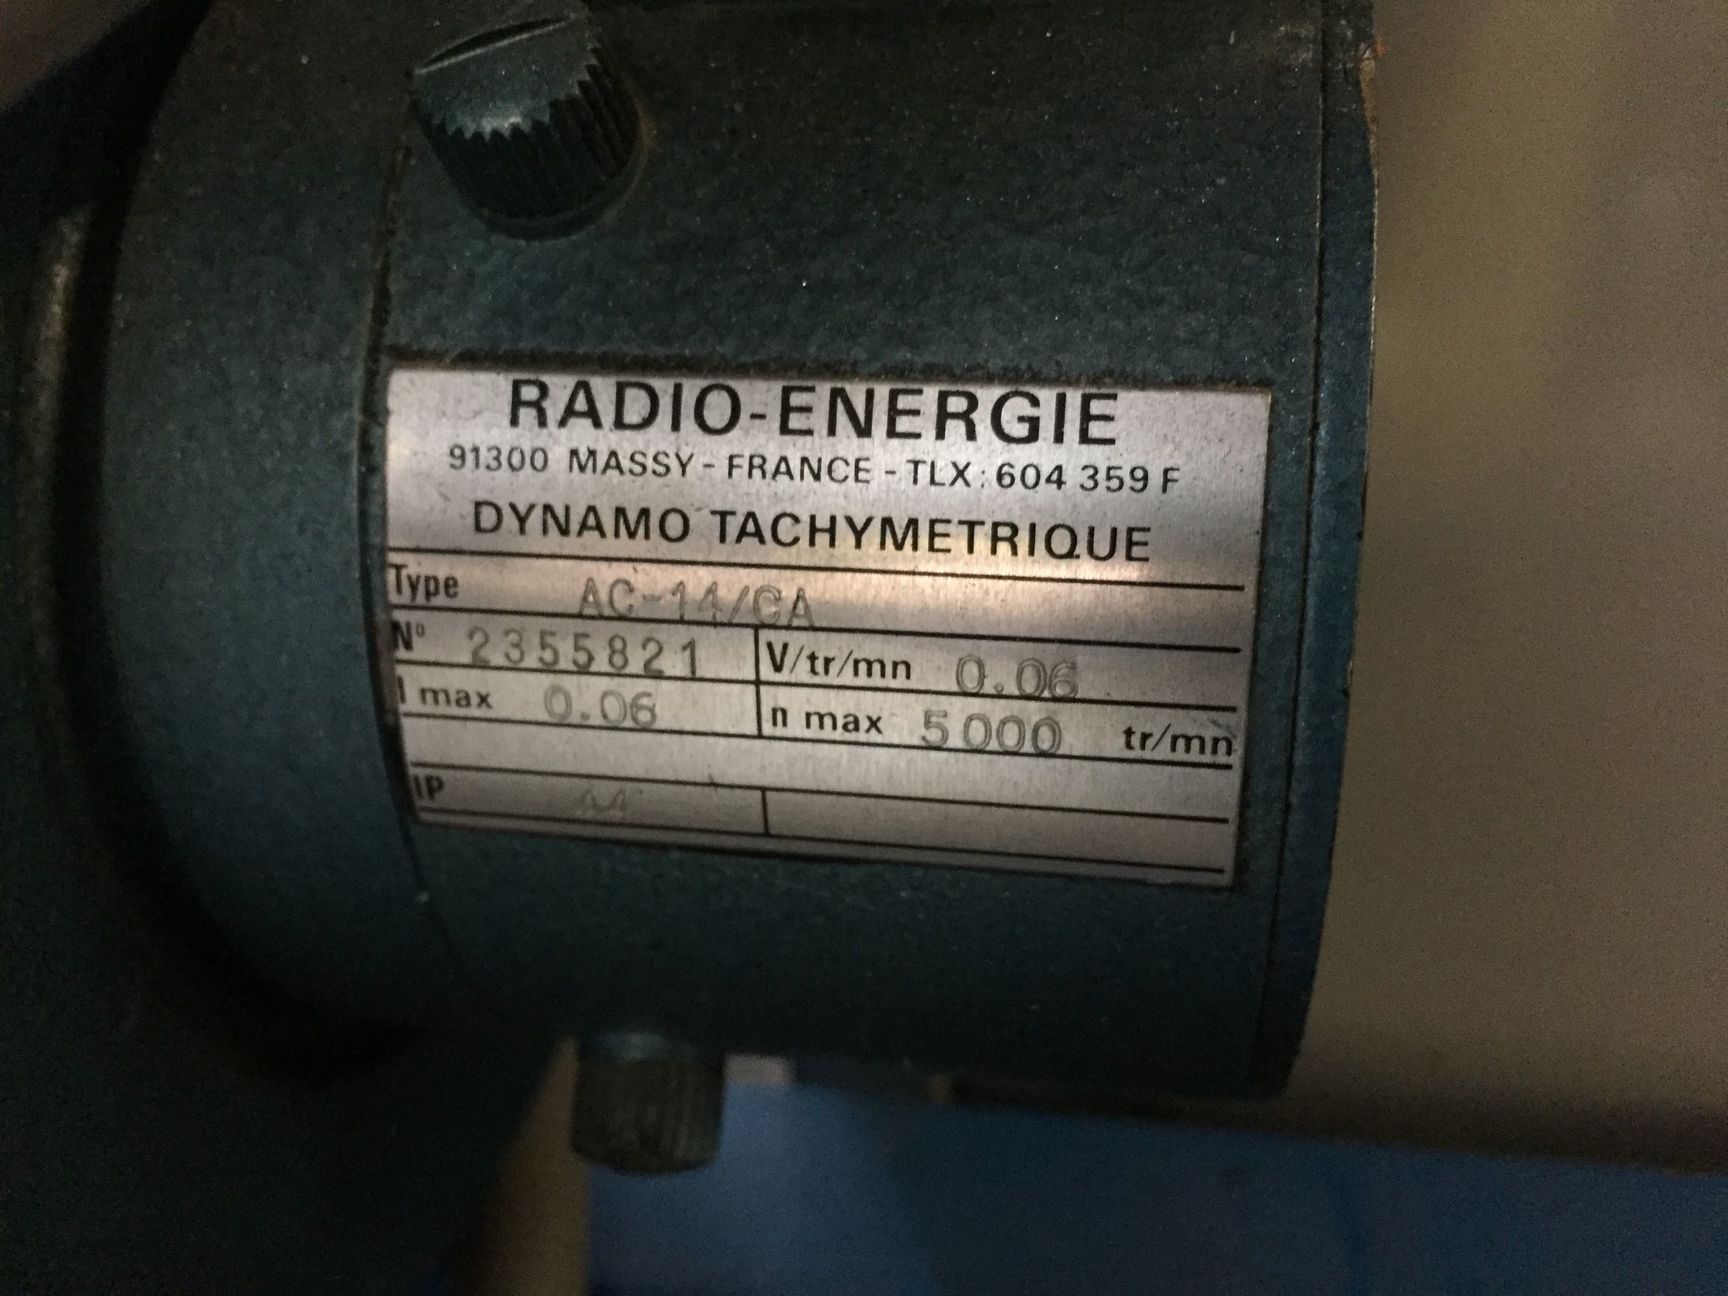 RADIO-ENERGIE
91300 MASSY - FRANCE - TLX: 604 359 F
DYNAMO TACHYMETRIQUE
Type AC-14/CA
Nº 2355821 V/tr/mn 0.06
I max 0.06 n max 5000 tr/mn
IP